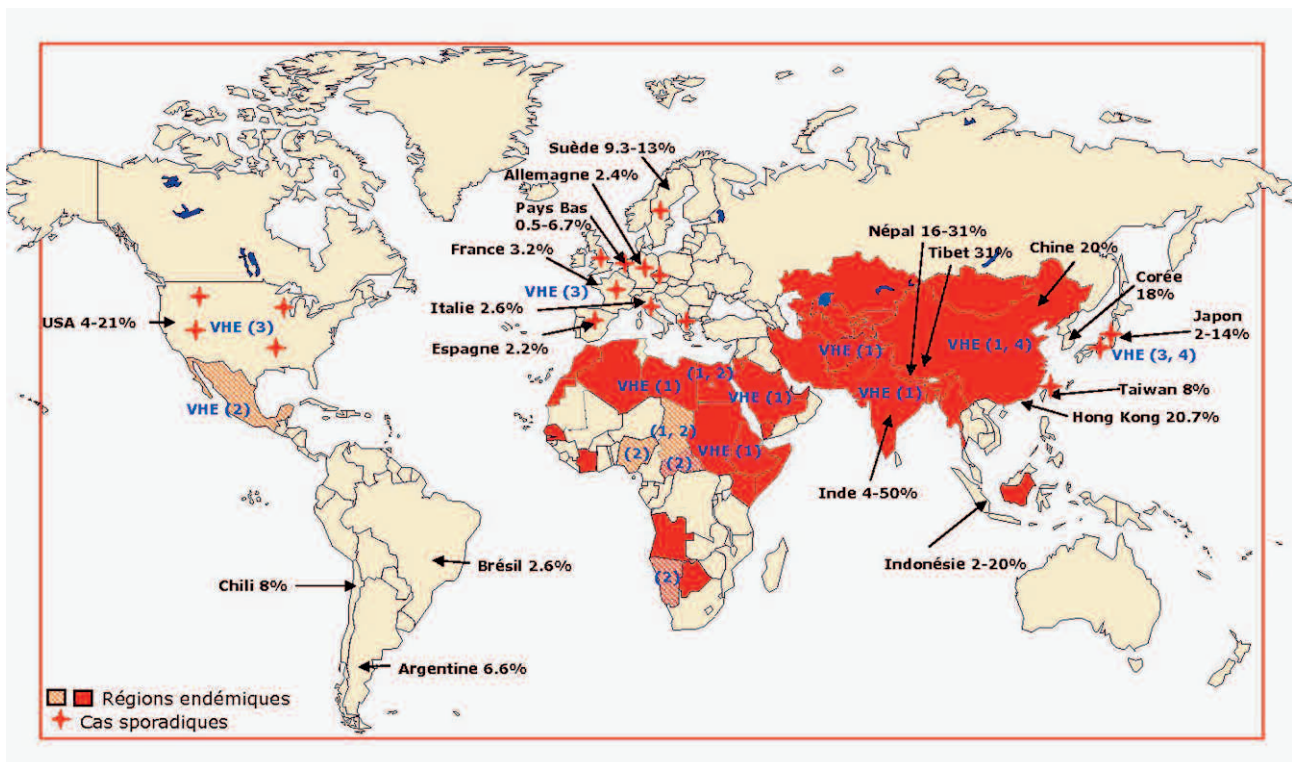 Suède 9.3-13%
Allemagne 2.4%
Pays Bas
0.5-6.7%
France 3.2%
VHE (3)
Italie 2.6%
Espagne 2.2%
USA 4-21%
VHE (3)
VHE (2)
Népal 16-31%
Tibet 31%
Chine 20%
Corée
18%
Japon
2-14%
VHE (3, 4)
VHE (1)
VHE (1, 4)
VHE (1)
Taiwan 8%
Hong Kong 20.7%
Inde 4-50%
Indonésie 2-20%
VHE (1)
(1, 2)
VHE (1)
(1, 2)
(2)
(2)
VHE (1)
(2)
Brésil 2.6%
Chili 8%
Argentine 6.6%
Régions endémiques
Cas sporadiques